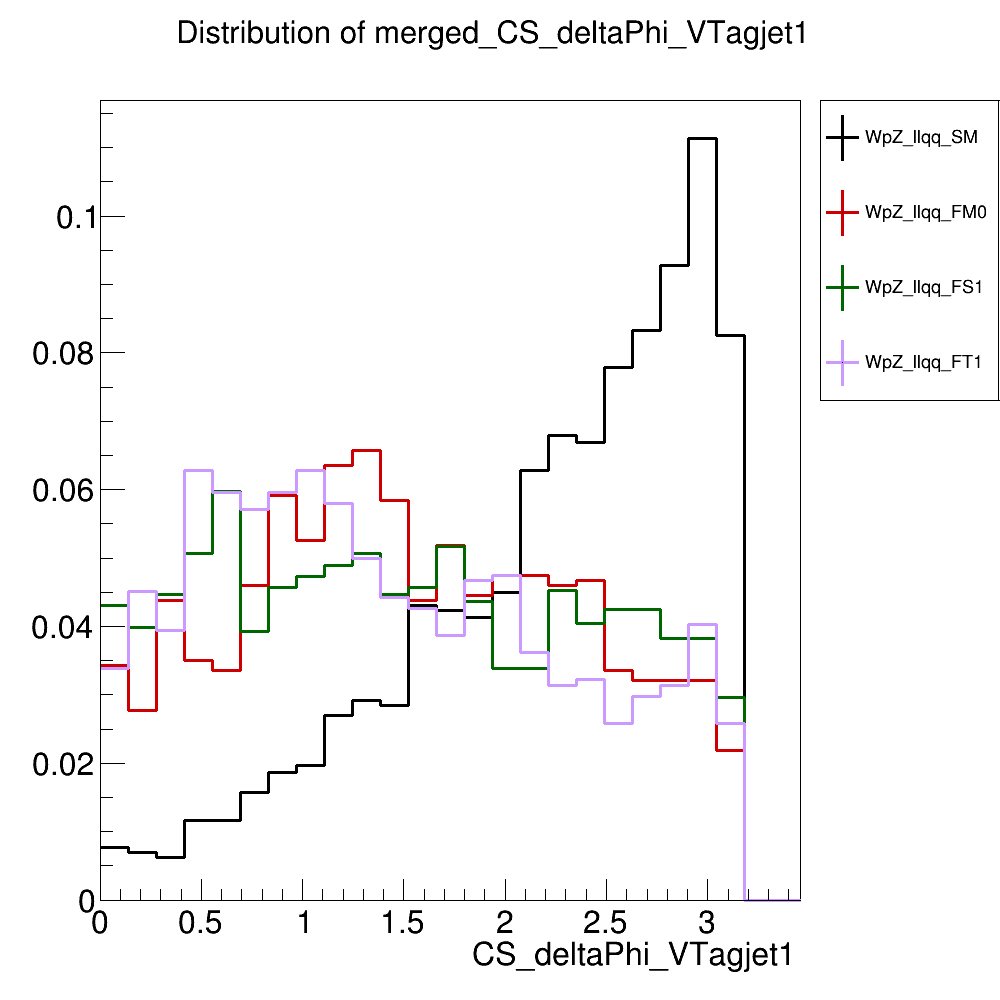 Distribution of merged_CS_deltaPhi_VTagjet1
WpZ_llqq_SM
WpZ_llqq_FM0
WpZ_llqq_FS1
WpZ_llqq_FT1
0.1
0.08
0.06
0.04
0.02
0
0 0.5 1 1.5 2 2.5 3
CS_deltaPhi_VTagjet1